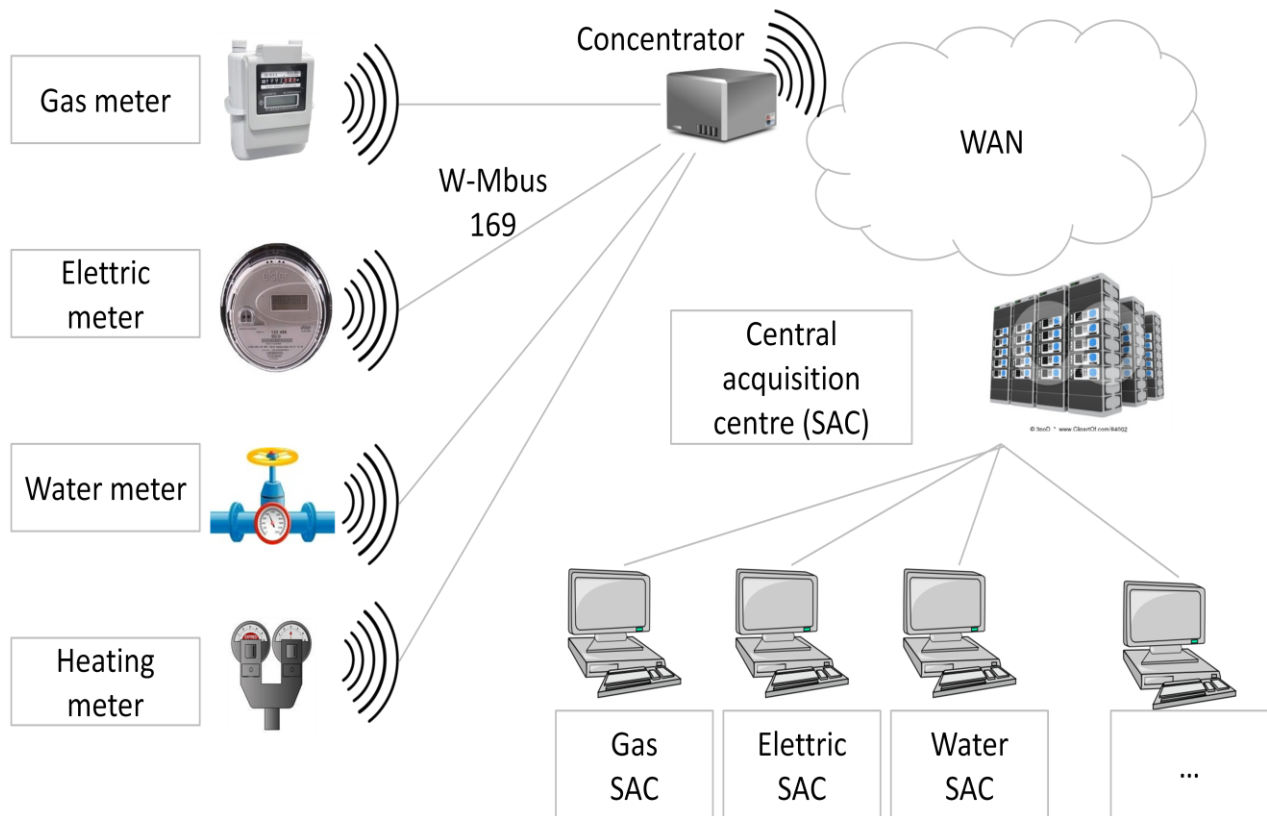 Concentrator
Gas meter
WAN
W-Mbus
169
Elettric
meter
Central
acquisition
centre (SAC)
Water meter
Heating
meter
Gas
SAC
Elettric
SAC
Water
SAC
...